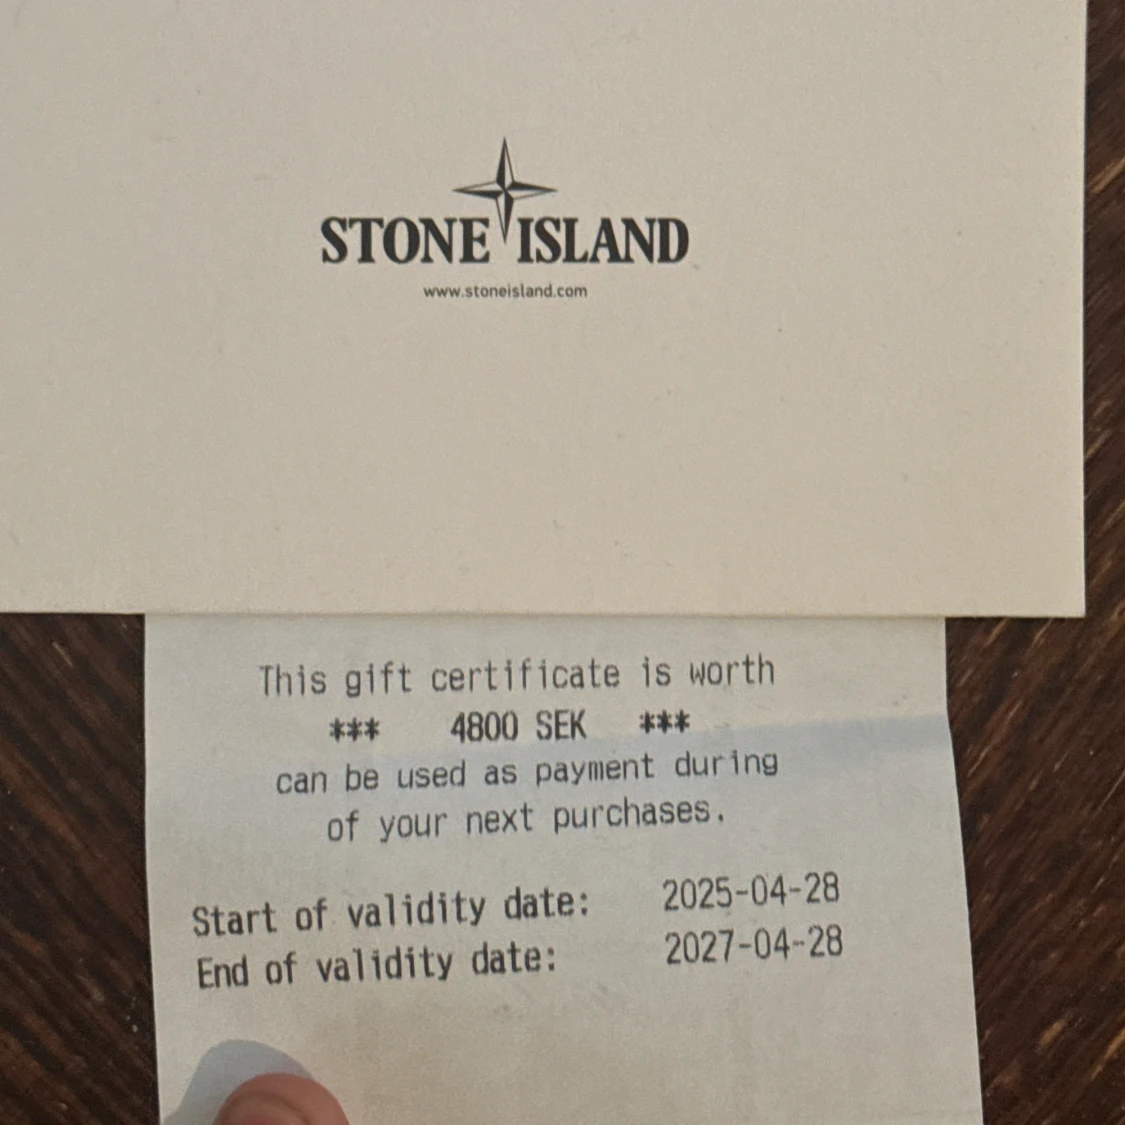 STONE ISLAND
www.stoneisland.com
This gift certificate is worth
*** 4800 SEK ***
can be used as payment during
of your next purchases.
Start of validity date: 2025-04-28
End of validity date: 2027-04-28